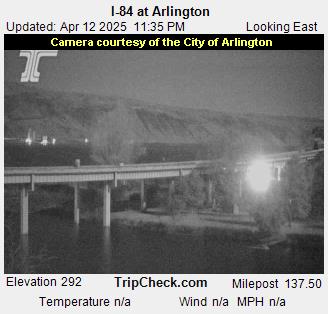 I-84 at Arlington
Updated: Apr 12 2025 11:35 PM Looking East
Camera courtesy of the City of Arlington
Elevation 292 TripCheck.com Milepost 137.50
Temperature n/a Wind n/a MPH n/a